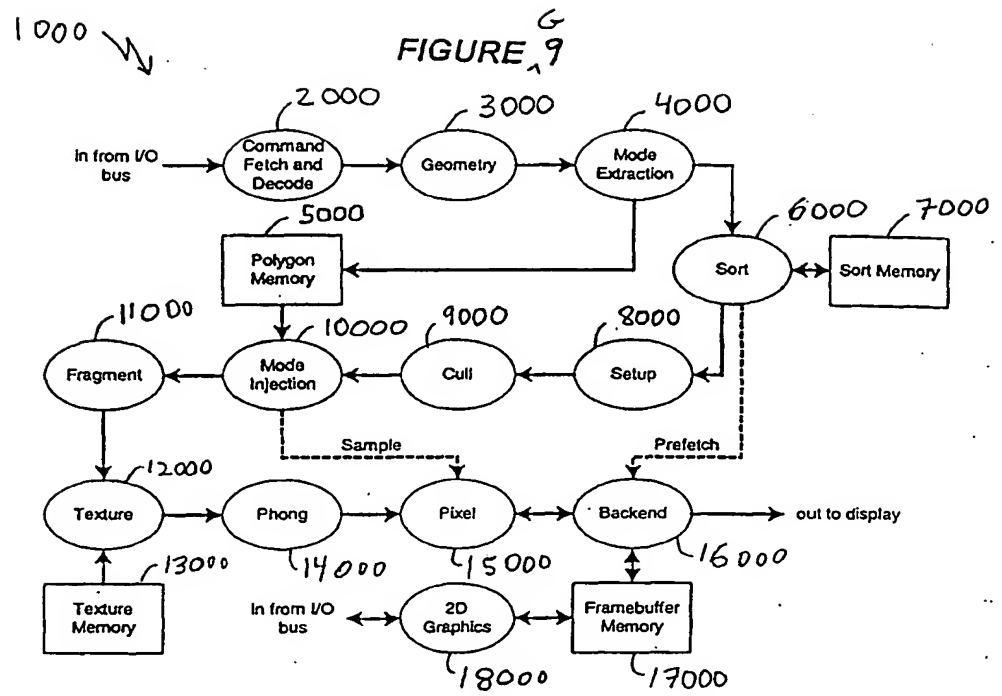 1000
G
FIGURE ^ 9
2000
3000
4000
In from I/O
bus
Command
Fetch and
Decode
Geometry
Mode
Extraction
5000
6000
7000
Polygon
Memory
Sort
Sort Memory
11000
10000
9000
8000
Fragment
Mode
Injection
Cull
Setup
Sample
Prefetch
12000
Texture
Phong
Pixel
Backend
out to display
13000
14000
15000
16000
Texture
Memory
In from I/O
bus
2D
Graphics
Framebuffer
Memory
18000
17000